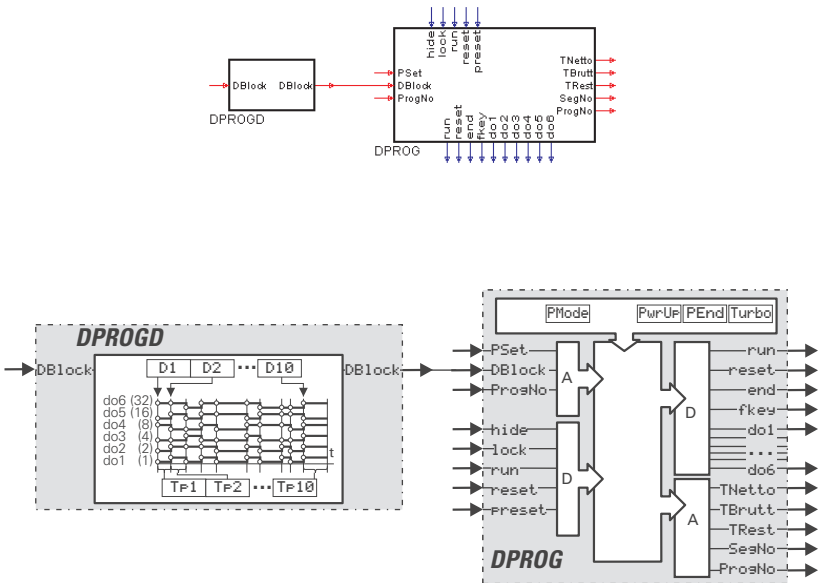 hide
lock
run
reset
preset
PSet
DBlock
ProgNo
TNetto
TBrutt
TRest
SegNo
ProgNo
run
reset
end
fkey
do1
do2
do3
do4
do5
do6
DPROG
DBlock DBlock
DPROGD
DPROGD
DBlock
DBlock
D1 D2 ••• D10
do6 (32)
do5 (16)
do4 (8)
do3 (4)
do2 (2)
do1 (1)
t
Tp1 Tp2 ••• Tp10
PMode PwrUp PEnd Turbo
PSet
DBlock
ProgNo
A
hide
lock
run
reset
preset
D
D
run
reset
end
fkey
do1
•••
do6
A
TNetto
TBrutt
TRest
SegNo
ProgNo
DPROG